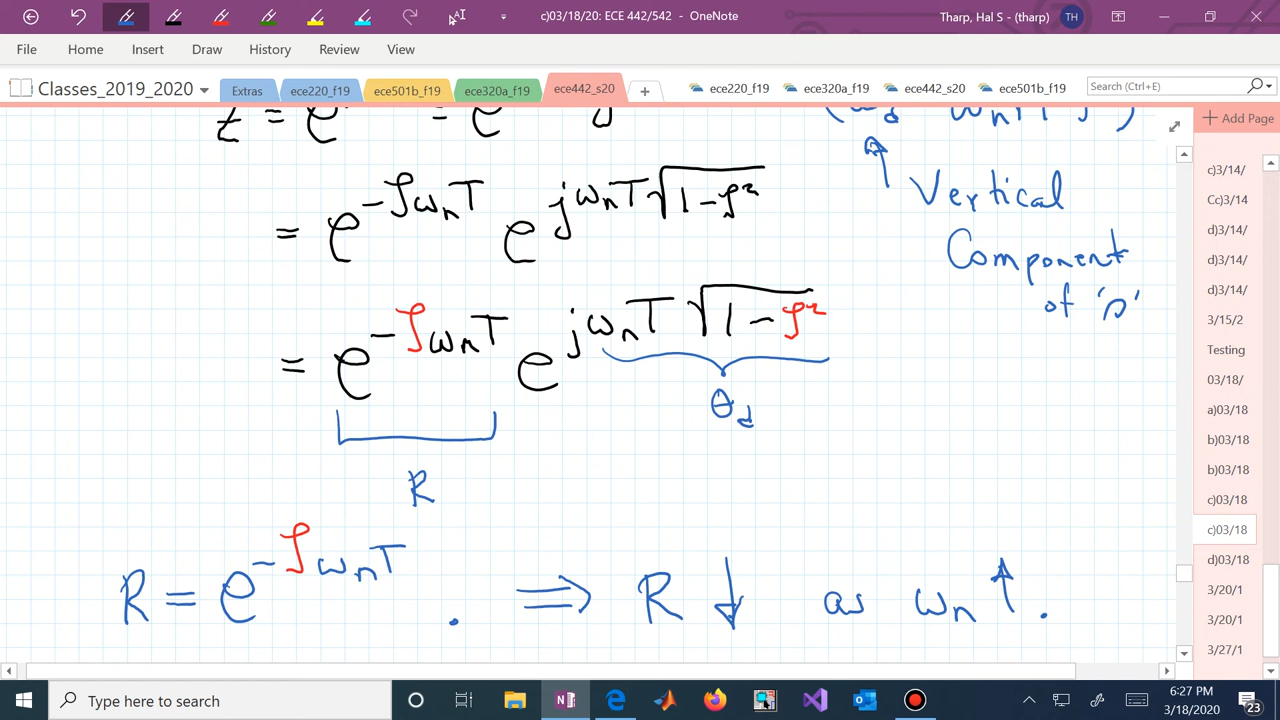 c)03/18/20: ECE 442/542 - OneNote
Tharp, Hal S - (tharp)
TH
File Home Insert Draw History Review View
Classes_2019_2020
Extras ece220_f19 ece501b_f19 ece320a_f19 ece442_s20
ece220_f19 ece320a_f19 ece442_s20 ece501b_f19
Search (Ctrl+E)
Add Page
c)3/14/
Cc)3/14
d)3/14/
d)3/14/
d)3/14/
3/15/2
Testing
03/18/
a)03/18
b)03/18
b)03/18
c)03/18
c)03/18
d)03/18
3/20/1
3/20/1
3/27/1
= e^{-ζω_nT} e^{jω_nT√(1-ζ²)}
Vertical
Component
of 's'
= e^{-ζω_nT} e^{jω_nT√(1-ζ²)}
θ_d
R
R = e^{-ζω_nT} . ⇒ R ↓ as ω_n ↑.
Type here to search
6:27 PM
3/18/2020
23